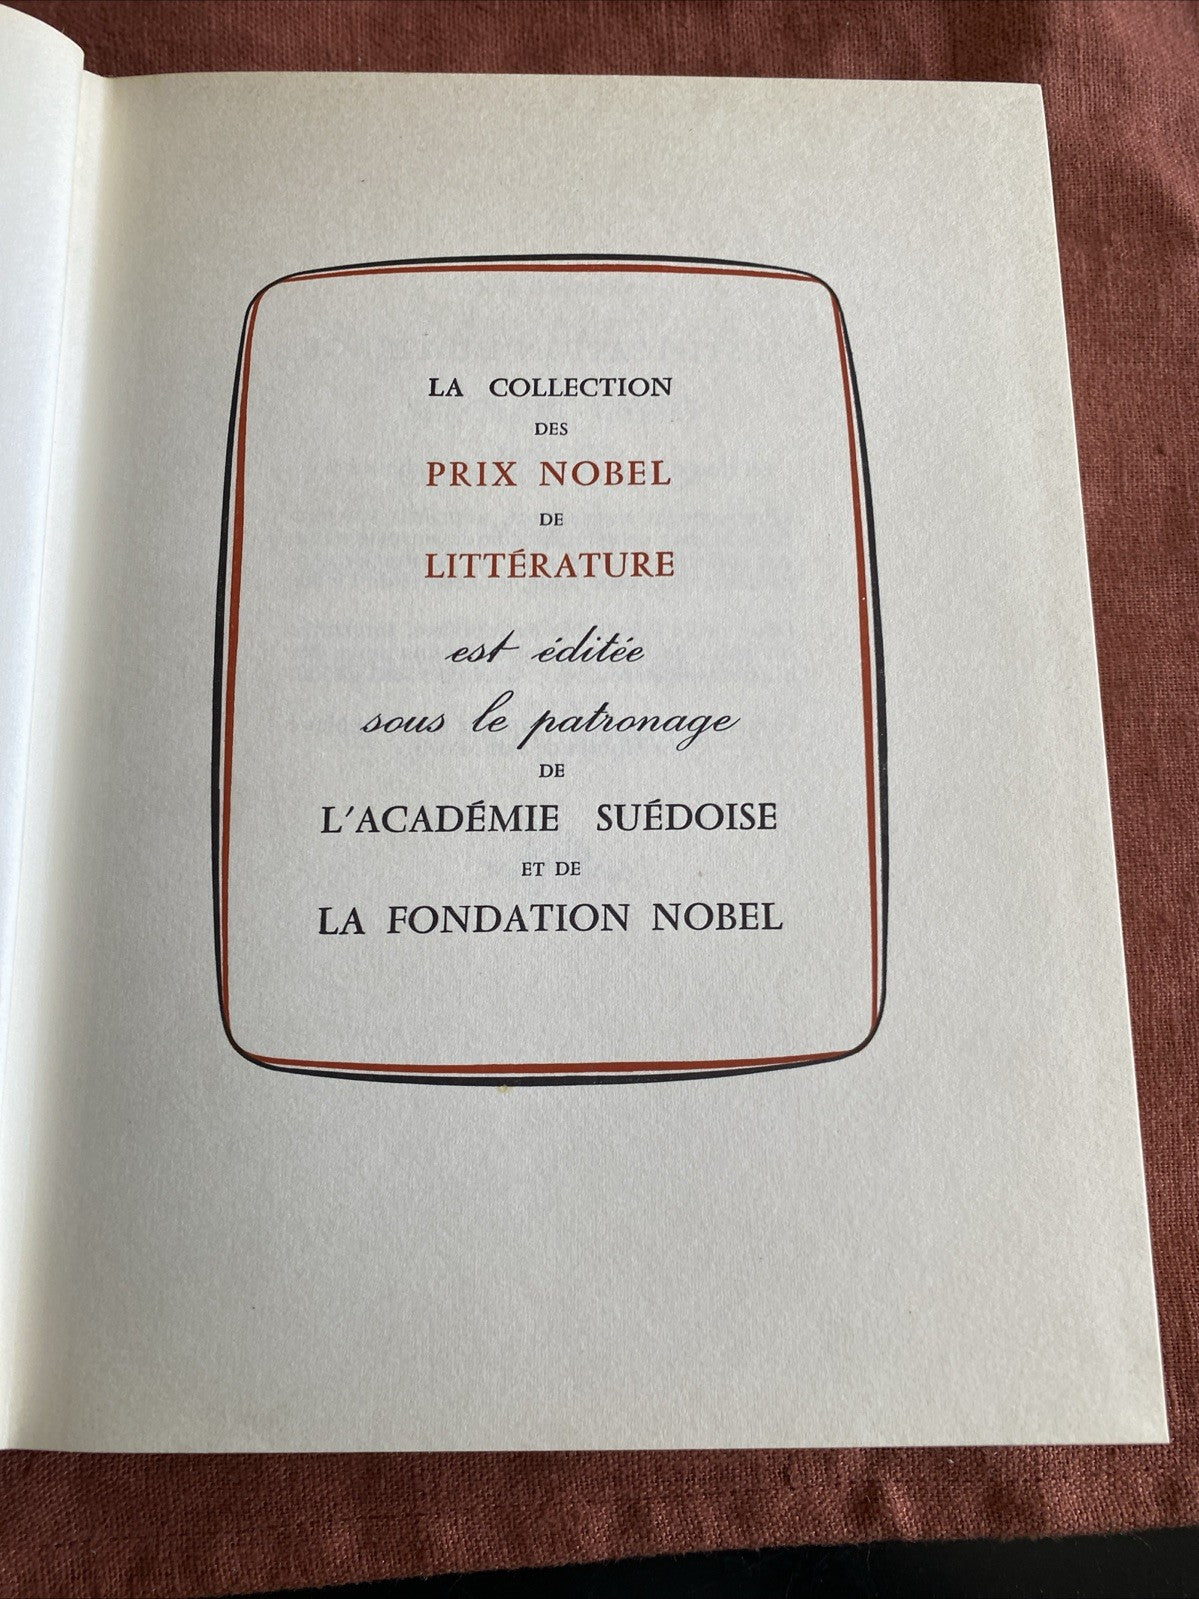 LA COLLECTION
DES
PRIX NOBEL
DE
LITTÉRATURE
est éditée
sous le patronage
DE
L'ACADÉMIE SUÉDOISE
ET DE
LA FONDATION NOBEL